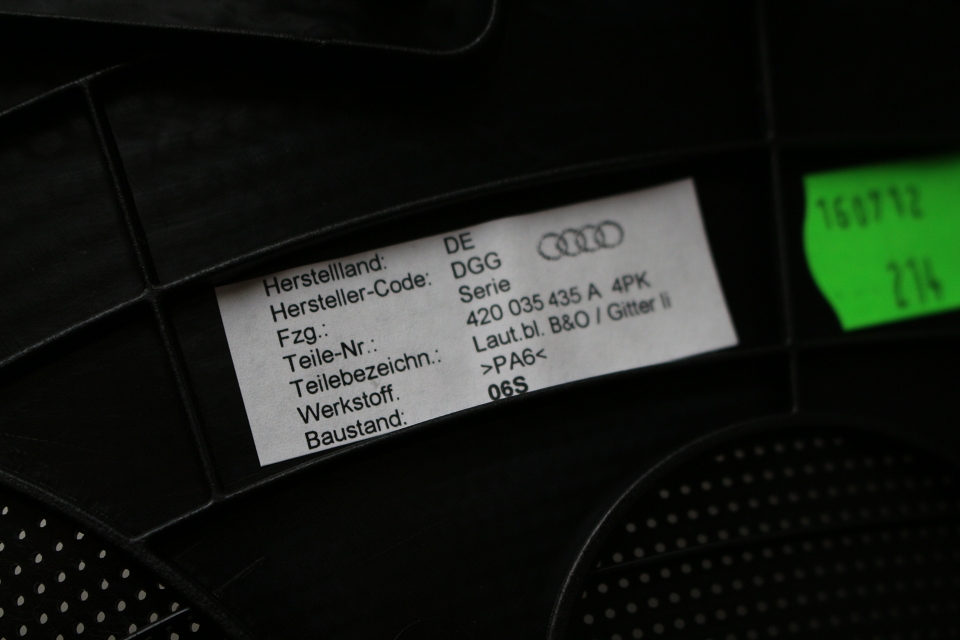 Herstellland: DE
Hersteller-Code: DGG
Fzg.: Serie
Teile-Nr.: 420 035 435 A 4PK
Teilebezeichn.: Laut.bl. B&O / Gitter li
Werkstoff. >PA6<
Baustand: 06S
160712
214